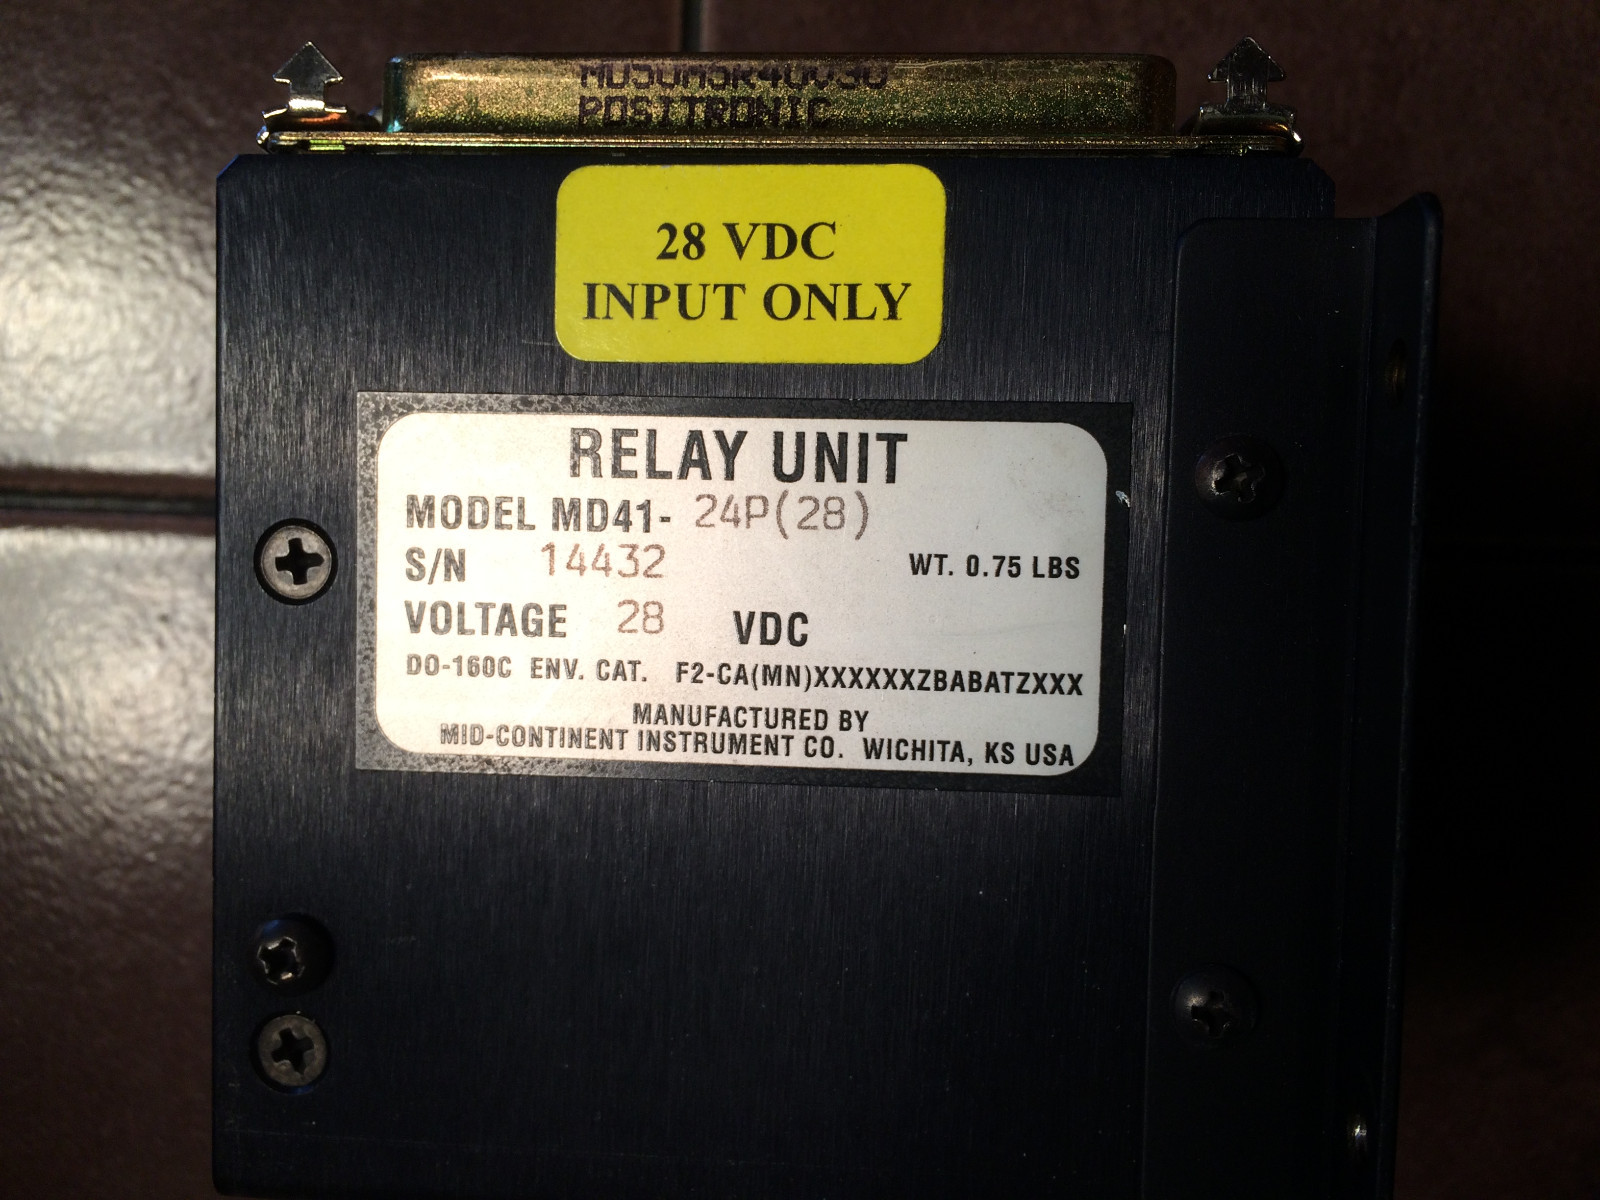 POSITRONIC
28 VDC
INPUT ONLY
RELAY UNIT
MODEL MD41- 24P(28)
S/N 14432 WT. 0.75 LBS
VOLTAGE 28 VDC
DO-160C ENV. CAT. F2-CA(MN)XXXXXXZBABATZXXX
MANUFACTURED BY
MID-CONTINENT INSTRUMENT CO. WICHITA, KS USA